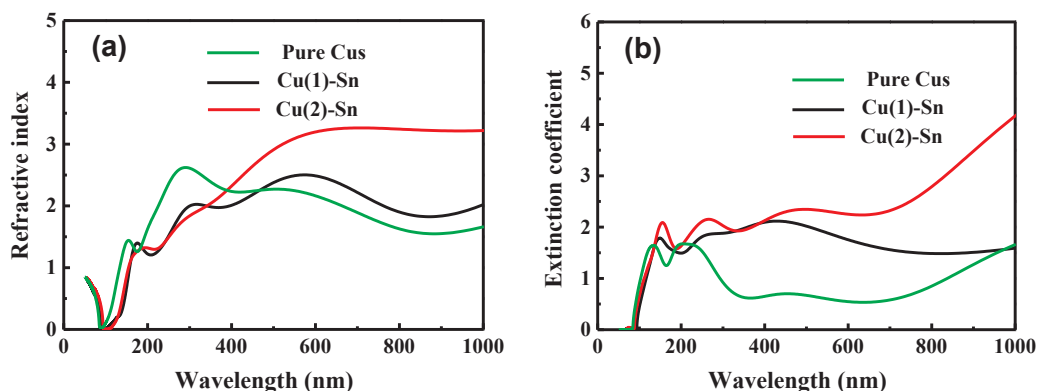 (a)
Pure Cus
Cu(1)-Sn
Cu(2)-Sn
Refractive index
5
4
3
2
1
0
0 200 400 600 800 1000
Wavelength (nm)
(b)
Pure Cus
Cu(1)-Sn
Cu(2)-Sn
Extinction coefficient
6
5
4
3
2
1
0
0 200 400 600 800 1000
Wavelength (nm)